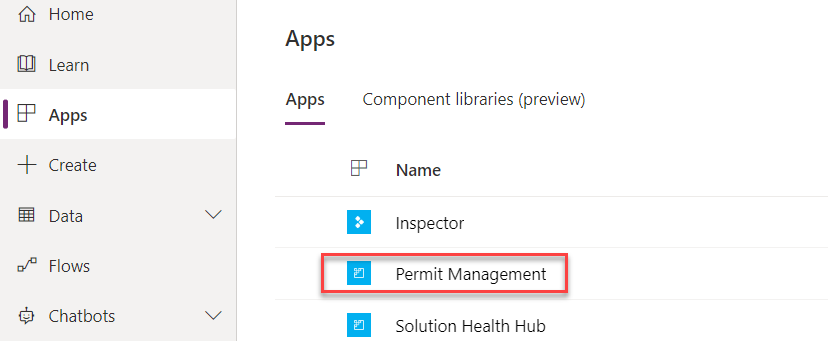 Home
Learn
Apps
Create
Data
Flows
Chatbots
Apps
Apps Component libraries (preview)
Name
Inspector
Permit Management
Solution Health Hub